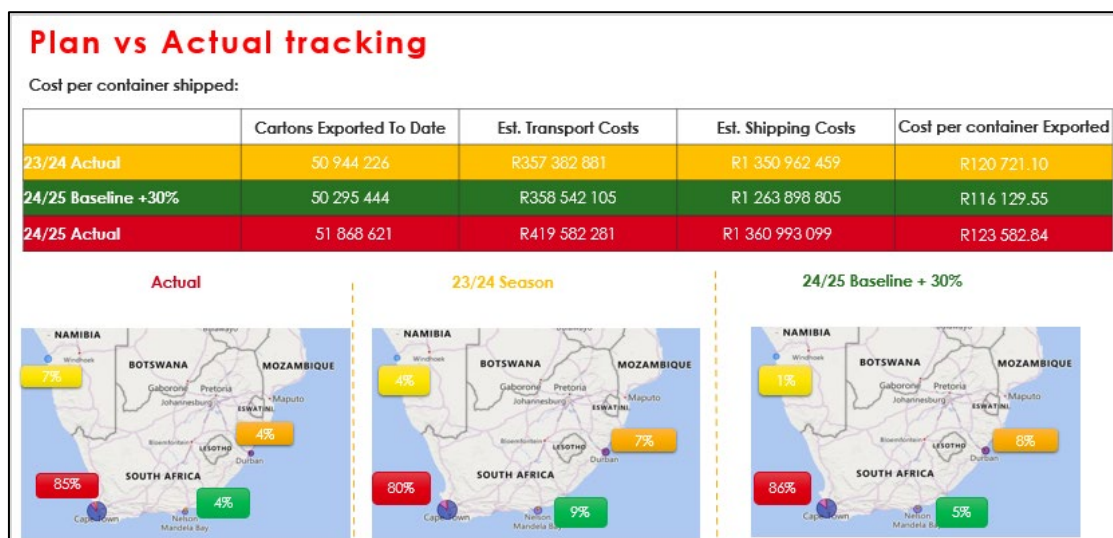 Plan vs Actual tracking
Cost per container shipped:
Cartons Exported To Date Est. Transport Costs Est. Shipping Costs Cost per container Exported
23/24 Actual 50 944 226 R357 382 881 R1 350 962 459 R120 721.10
24/25 Baseline +30% 50 295 444 R358 542 105 R1 263 898 805 R116 129.55
24/25 Actual 51 868 621 R419 582 281 R1 360 993 099 R123 582.84
Actual 23/24 Season 24/25 Baseline + 30%
NAMIBIA
Windhoek
BOTSWANA
MOZAMBIQUE
7%
Gaborone Pretoria
Johannesburg
Maputo
ESWATINI
4%
Bloemfontein
LESOTHO
Durban
SOUTH AFRICA
85%
4%
Cape Town
Nelson
Mandela Bay
NAMIBIA
Windhoek
BOTSWANA
MOZAMBIQUE
4%
Gaborone Pretoria
Johannesburg
Maputo
ESWATINI
7%
Bloemfontein
LESOTHO
Durban
SOUTH AFRICA
80%
9%
Cape Town
Nelson
Mandela Bay
NAMIBIA
Windhoek
BOTSWANA
MOZAMBIQUE
1%
Gaborone Pretoria
Johannesburg
Maputo
ESWATINI
8%
Bloemfontein
LESOTHO
Durban
SOUTH AFRICA
86%
5%
Cape Town
Nelson
Mandela Bay